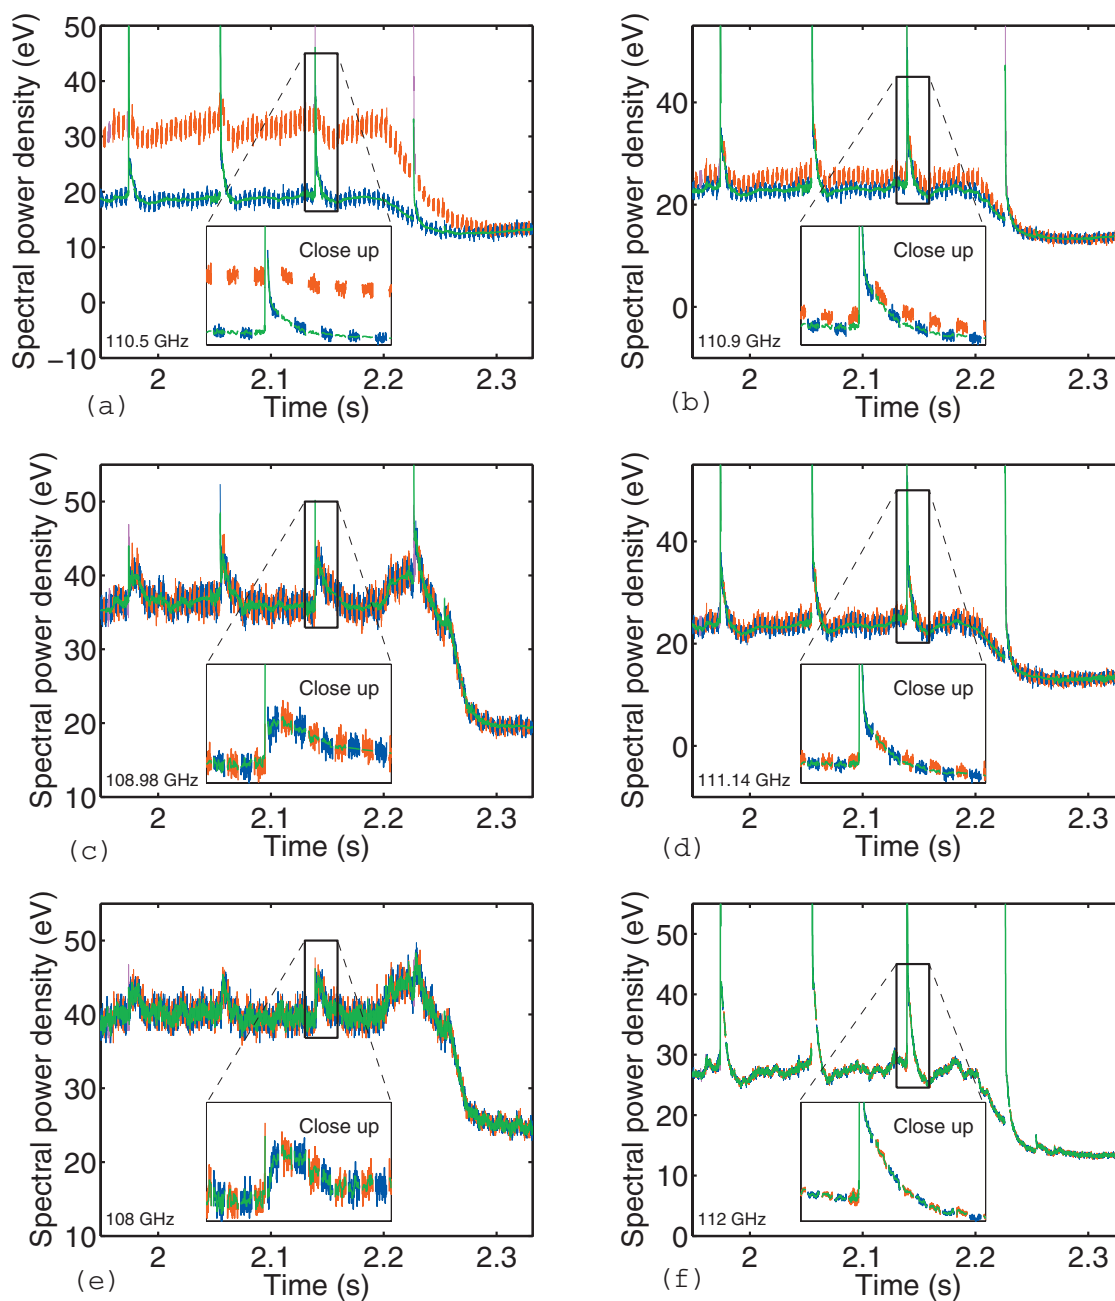 Spectral power density (eV)
50
40
30
20
10
0
−10
Close up
110.5 GHz
2
2.1
2.2
2.3
Time (s)
(a)
Spectral power density (eV)
40
20
0
Close up
110.9 GHz
2
2.1
2.2
2.3
Time (s)
(b)
Spectral power density (eV)
50
40
30
20
10
Close up
108.98 GHz
2
2.1
2.2
2.3
Time (s)
(c)
Spectral power density (eV)
40
20
0
Close up
111.14 GHz
2
2.1
2.2
2.3
Time (s)
(d)
Spectral power density (eV)
50
40
30
20
10
Close up
108 GHz
2
2.1
2.2
2.3
Time (s)
(e)
Spectral power density (eV)
50
40
30
20
10
0
Close up
112 GHz
2
2.1
2.2
2.3
Time (s)
(f)